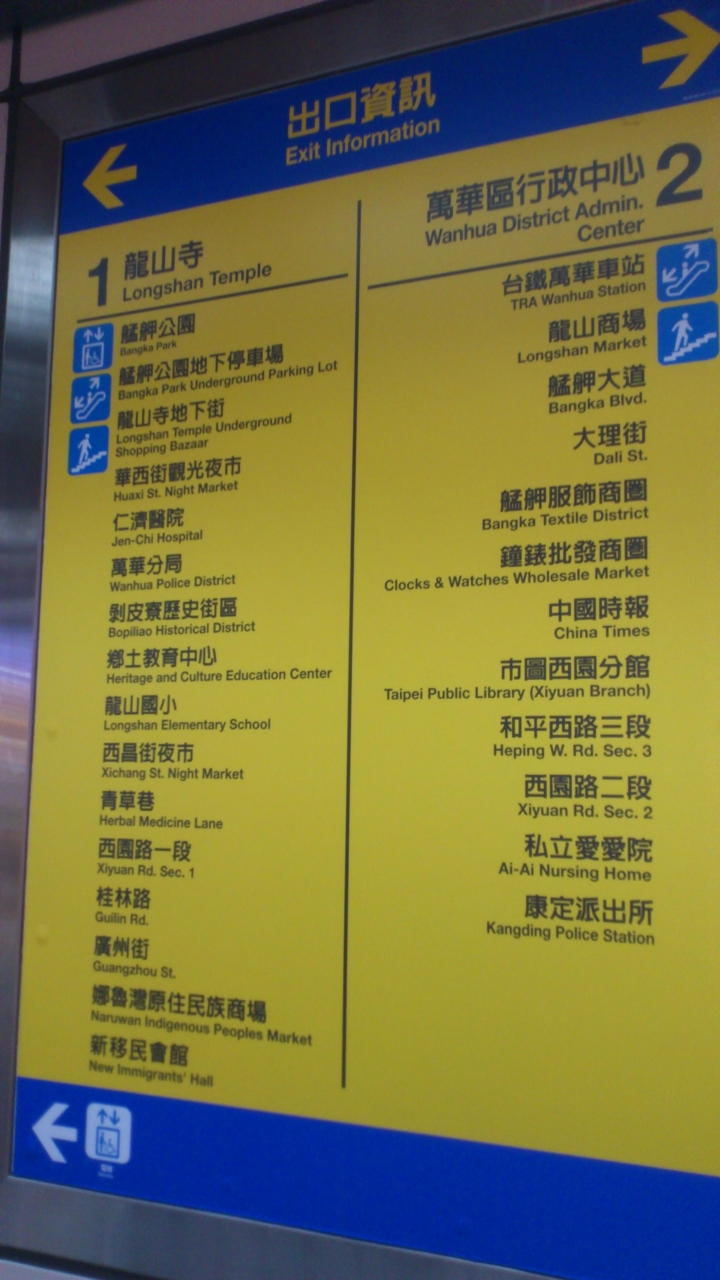 出口資訊
Exit Information
1 龍山寺
Longshan Temple
艋舺公園
Bangka Park
艋舺公園地下停車場
Bangka Park Underground Parking Lot
龍山寺地下街
Longshan Temple Underground
Shopping Bazaar
華西街觀光夜市
Huaxi St. Night Market
仁濟醫院
Jen-Chi Hospital
萬華分局
Wanhua Police District
剝皮寮歷史街區
Bopiliao Historical District
鄉土教育中心
Heritage and Culture Education Center
龍山國小
Longshan Elementary School
西昌街夜市
Xichang St. Night Market
青草巷
Herbal Medicine Lane
西園路一段
Xiyuan Rd. Sec. 1
桂林路
Guilin Rd.
廣州街
Guangzhou St.
娜魯灣原住民族商場
Naruwan Indigenous Peoples Market
新移民會館
New Immigrants' Hall
萬華區行政中心 2
Wanhua District Admin.
Center
台鐵萬華車站
TRA Wanhua Station
龍山商場
Longshan Market
艋舺大道
Bangka Blvd.
大理街
Dali St.
艋舺服飾商圈
Bangka Textile District
鐘錶批發商圈
Clocks & Watches Wholesale Market
中國時報
China Times
市圖西園分館
Taipei Public Library (Xiyuan Branch)
和平西路三段
Heping W. Rd. Sec. 3
西園路二段
Xiyuan Rd. Sec. 2
私立愛愛院
Ai-Ai Nursing Home
康定派出所
Kangding Police Station